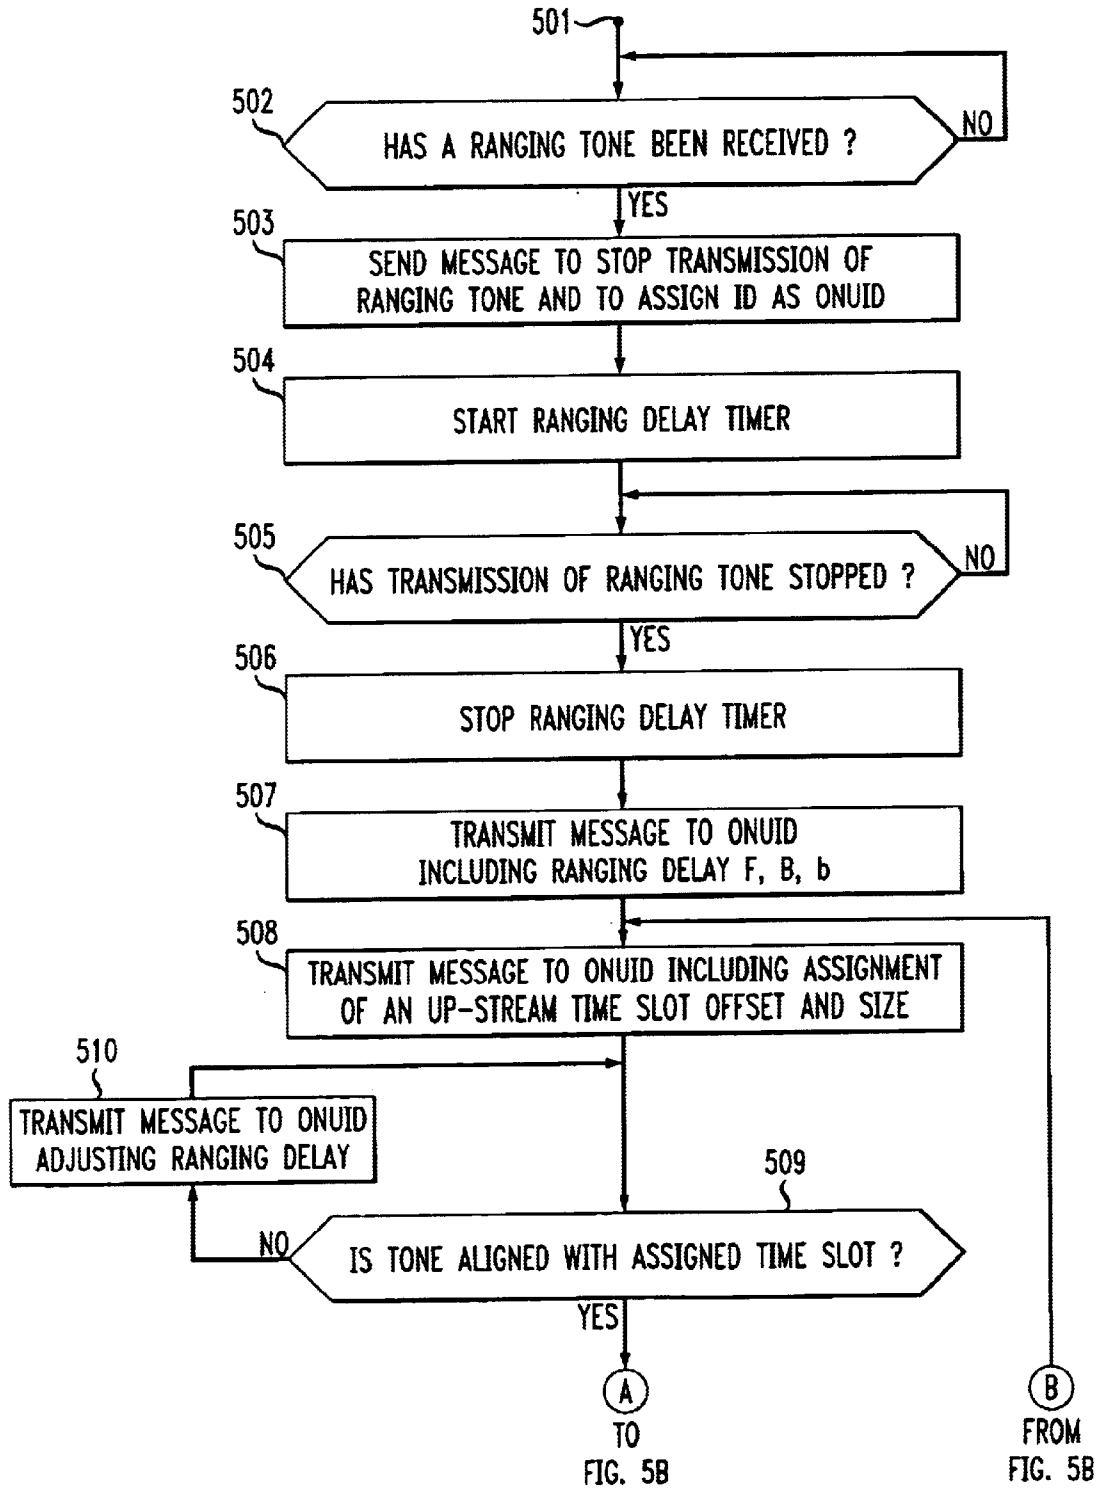 501
502
HAS A RANGING TONE BEEN RECEIVED ?
NO
YES
503
SEND MESSAGE TO STOP TRANSMISSION OF
RANGING TONE AND TO ASSIGN ID AS ONUID
504
START RANGING DELAY TIMER
505
HAS TRANSMISSION OF RANGING TONE STOPPED ?
NO
YES
506
STOP RANGING DELAY TIMER
507
TRANSMIT MESSAGE TO ONUID
INCLUDING RANGING DELAY F, B, b
508
TRANSMIT MESSAGE TO ONUID INCLUDING ASSIGNMENT
OF AN UP-STREAM TIME SLOT OFFSET AND SIZE
510
TRANSMIT MESSAGE TO ONUID
ADJUSTING RANGING DELAY
509
IS TONE ALIGNED WITH ASSIGNED TIME SLOT ?
NO
YES
A
TO
FIG. 5B
B
FROM
FIG. 5B